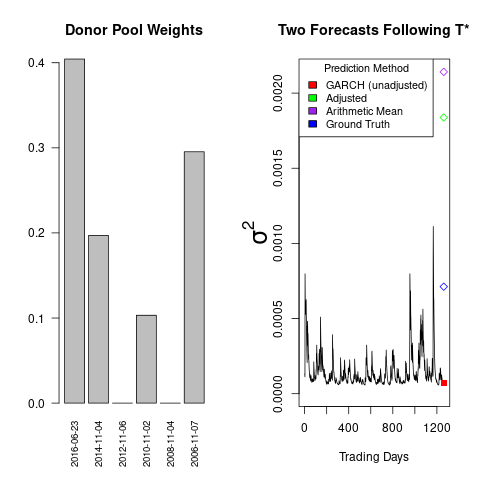 Donor Pool Weights
0.4
0.3
0.2
0.1
0.0
2016-06-23
2014-11-04
2012-11-06
2010-11-02
2008-11-04
2006-11-07
Two Forecasts Following T*
σ2
0.0020
0.0015
0.0010
0.0005
0.0000
Prediction Method
GARCH (unadjusted)
Adjusted
Arithmetic Mean
Ground Truth
0 400 800 1200
Trading Days